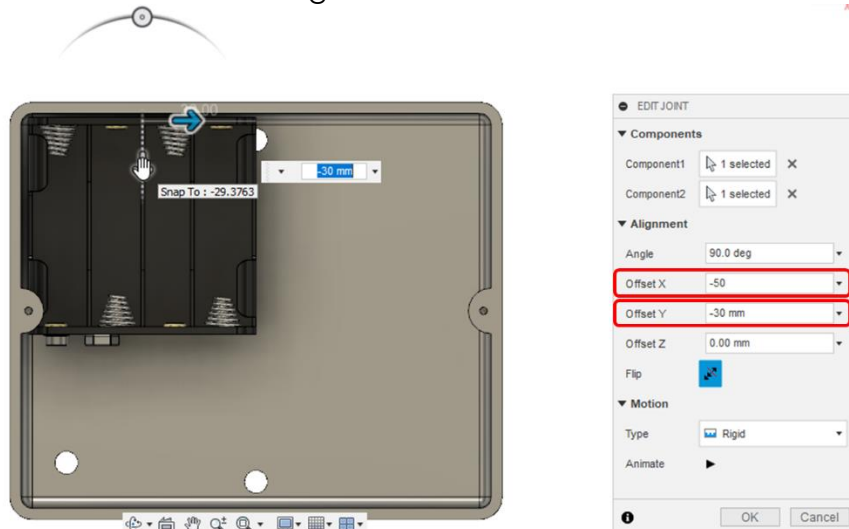 -30 mm
Snap To : -29.3763
EDIT JOINT
Components
Component1 1 selected
Component2 1 selected
Alignment
Angle 90.0 deg
Offset X -50
Offset Y -30 mm
Offset Z 0.00 mm
Flip
Motion
Type Rigid
Animate
OK Cancel